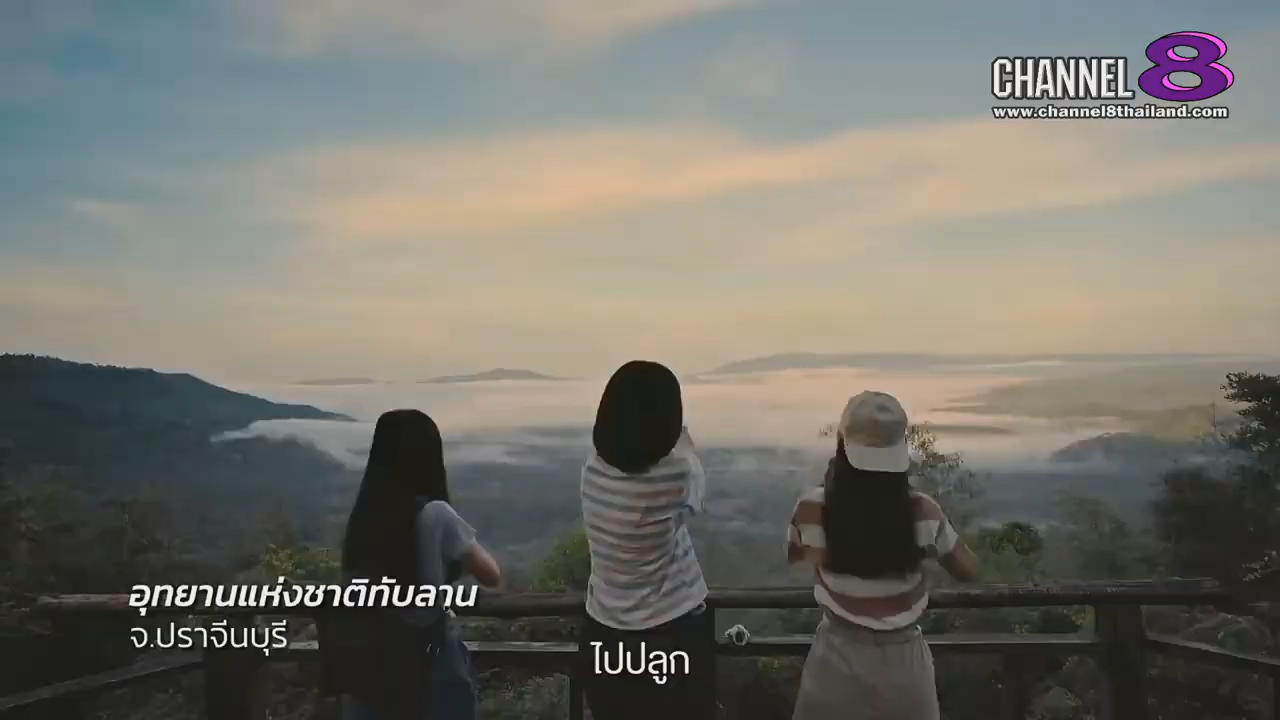 CHANNEL 8
www.channel8thailand.com
อุทยานแห่งชาติทับลาน
จ.ปราจีนบุรี
ไปปลูก